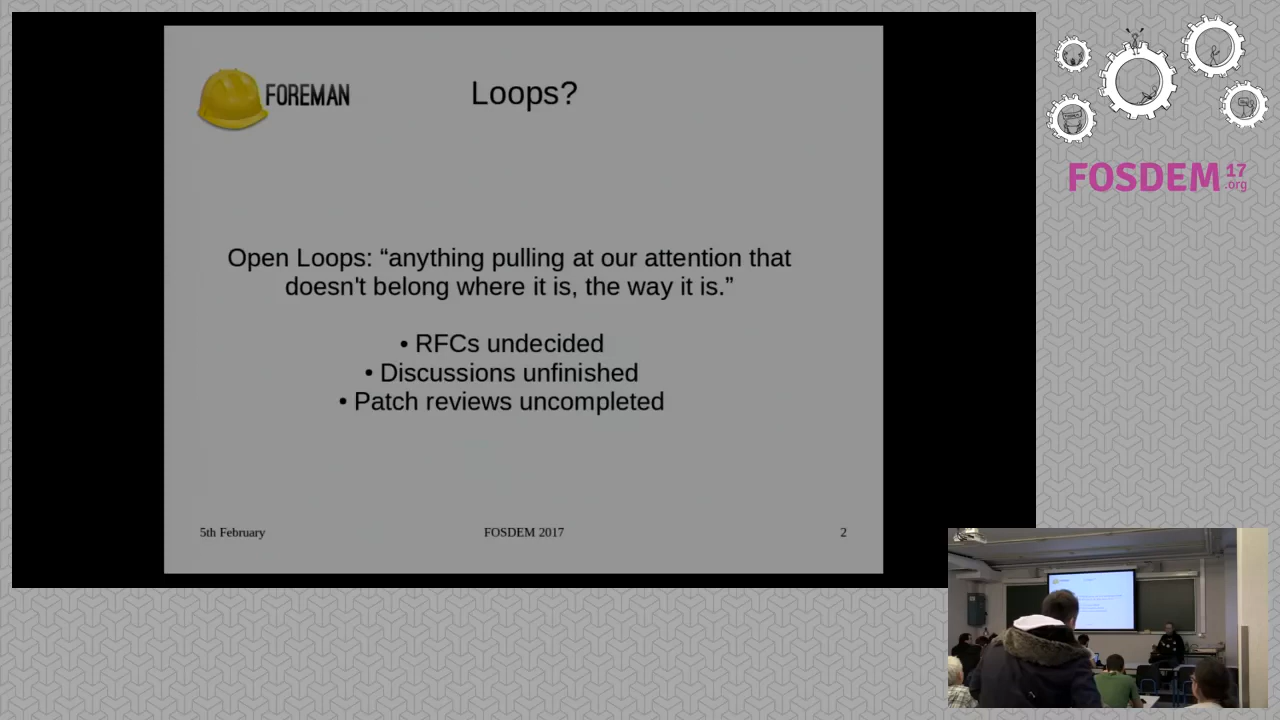 FOREMAN
Loops?
Open Loops: “anything pulling at our attention that
doesn't belong where it is, the way it is.”
• RFCs undecided
• Discussions unfinished
• Patch reviews uncompleted
5th February
FOSDEM 2017
2
FOSDEM 17
.org